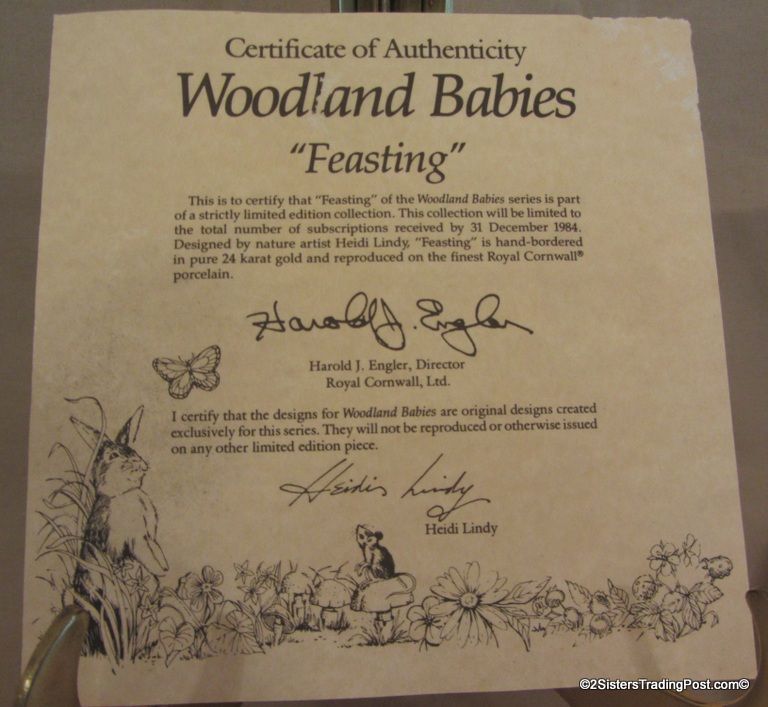 Certificate of Authenticity
Woodland Babies
“Feasting”
This is to certify that “Feasting” of the Woodland Babies series is part
of a strictly limited edition collection. This collection will be limited to
the total number of subscriptions received by 31 December 1984.
Designed by nature artist Heidi Lindy, “Feasting” is hand-bordered
in pure 24 karat gold and reproduced on the finest Royal Cornwall®
porcelain.
Harold J. Engler
Harold J. Engler, Director
Royal Cornwall, Ltd.
I certify that the designs for Woodland Babies are original designs created
exclusively for this series. They will not be reproduced or otherwise issued
on any other limited edition piece.
Heidi Lindy
Heidi Lindy
©2SistersTradingPost.com©